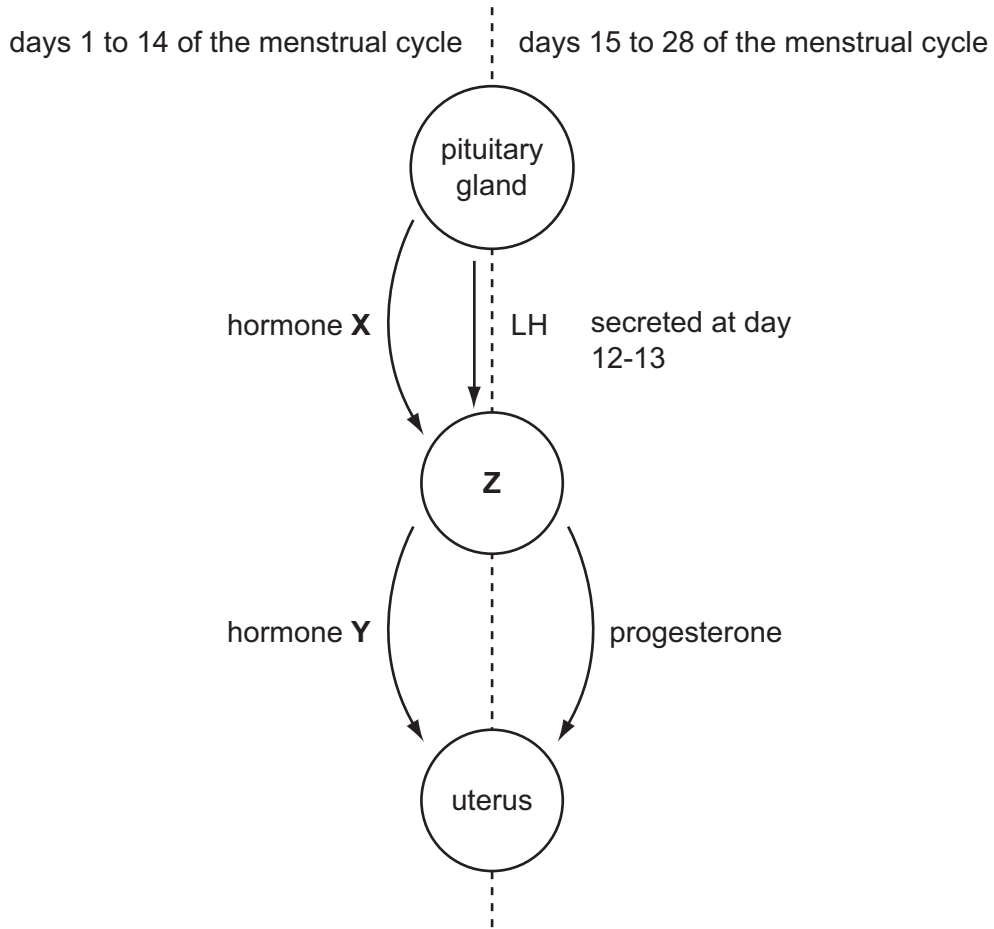 days 1 to 14 of the menstrual cycle
days 15 to 28 of the menstrual cycle
pituitary
gland
hormone X
LH
secreted at day
12-13
Z
hormone Y
progesterone
uterus